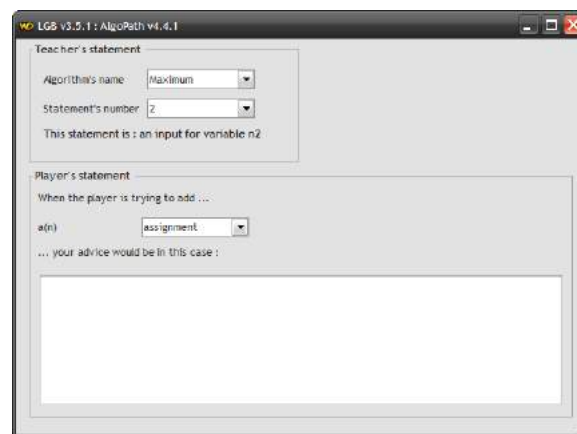 LGB v3.5.1 : AlgoPath v4.4.1
Teacher's statement
Algorithm's name Maximum
Statement's number 2
This statement is : an input for variable n2
Player's statement
When the player is trying to add ...
a(n) assignment
... your advice would be in this case :